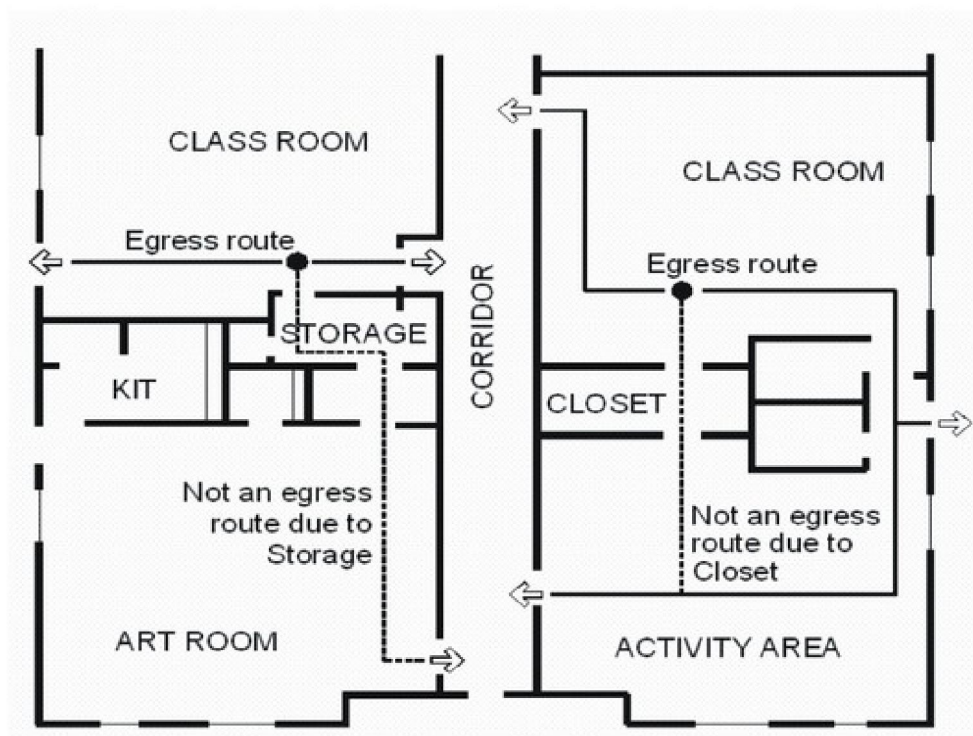 CLASS ROOM
CLASS ROOM
Egress route
Egress route
CORRIDOR
STORAGE
KIT
CLOSET
Not an egress
route due to
Storage
Not an egress
route due to
Closet
ART ROOM
ACTIVITY AREA